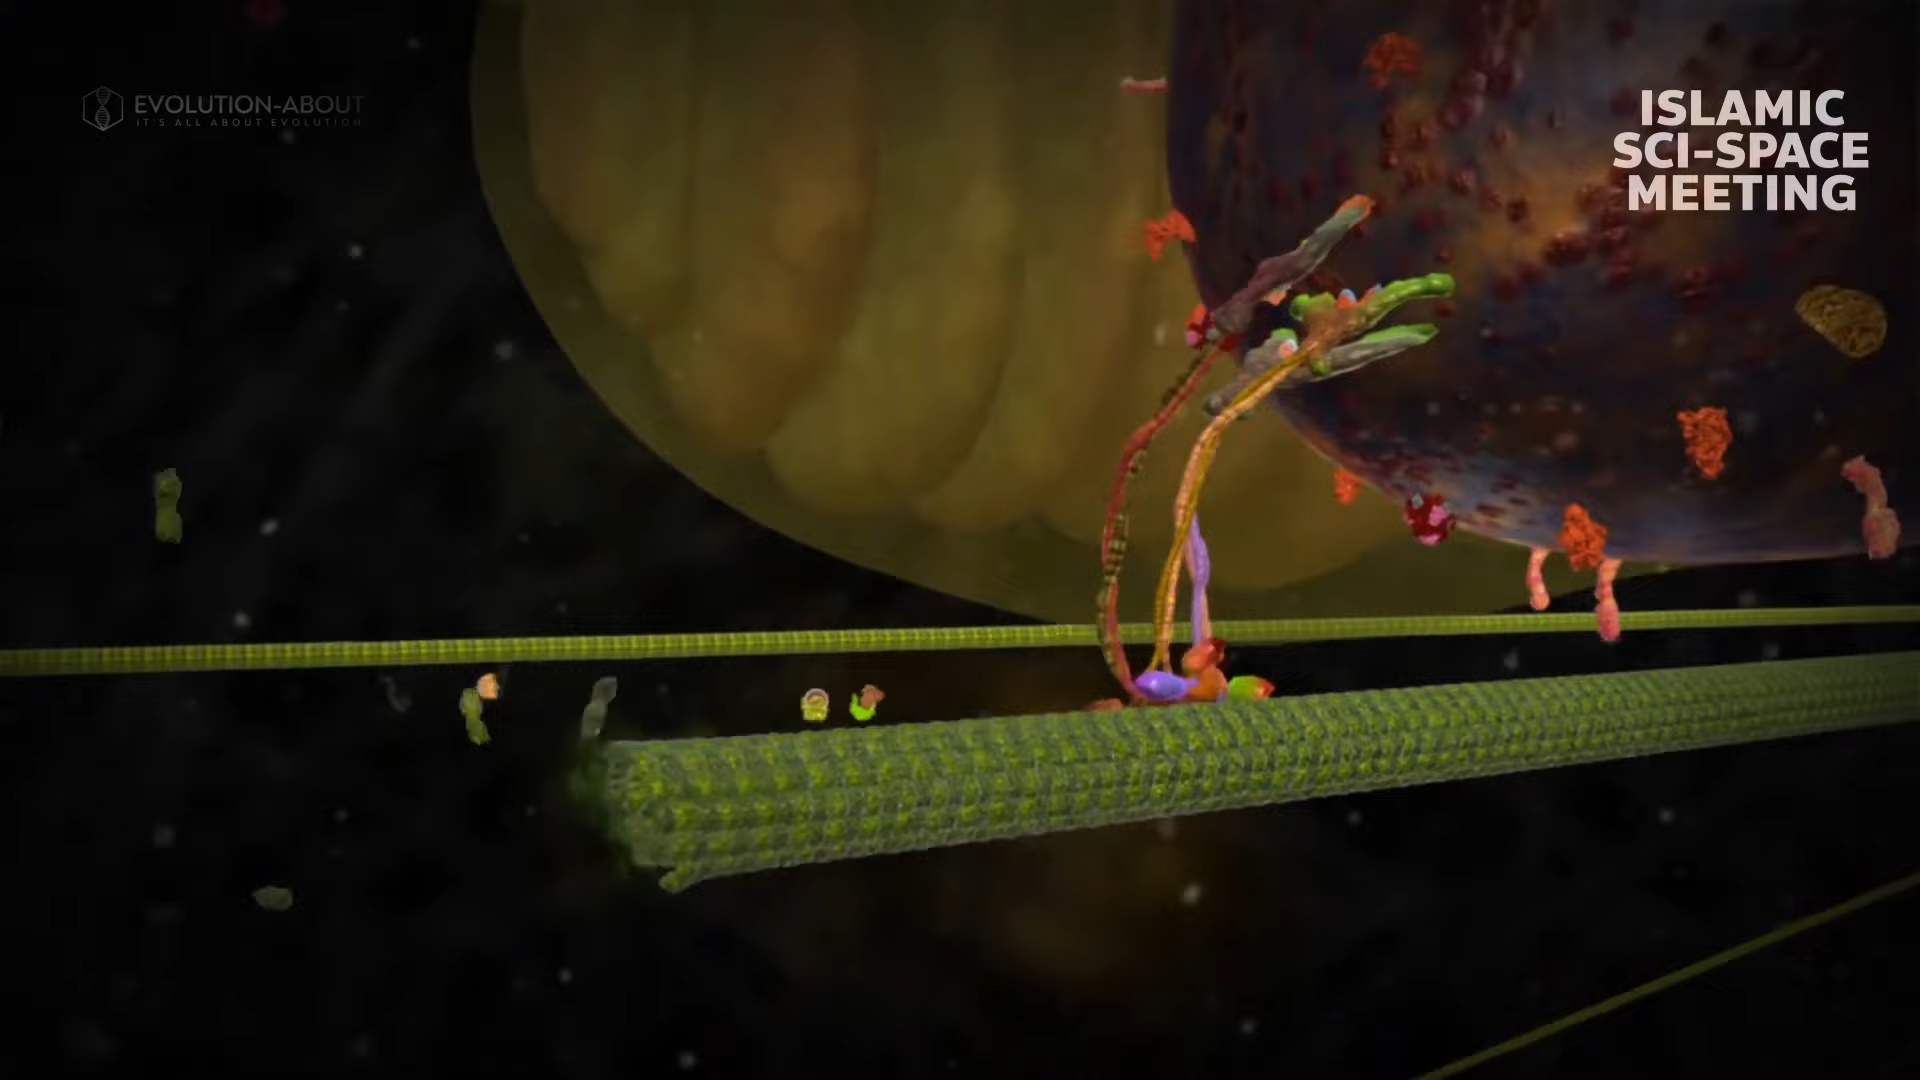 EVOLUTION-ABOUT
IT'S ALL ABOUT EVOLUTION
ISLAMIC
SCI-SPACE
MEETING